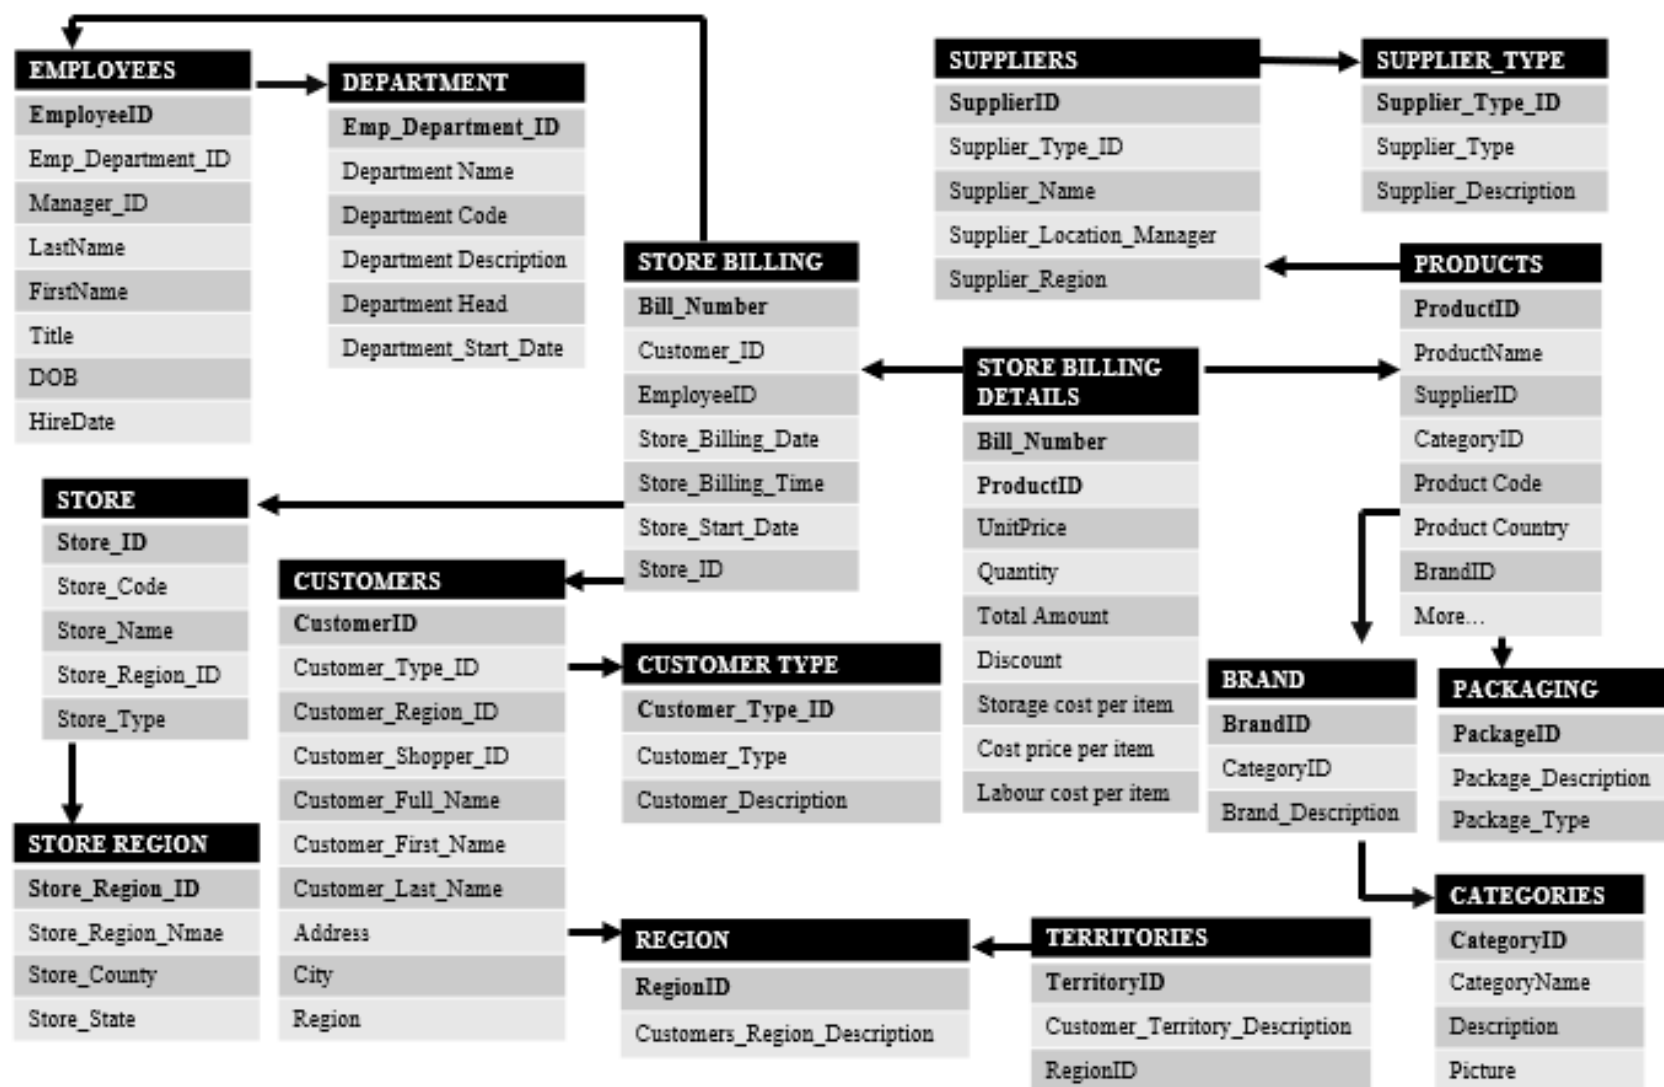 EMPLOYEES
EmployeeID
Emp_Department_ID
Manager_ID
LastName
FirstName
Title
DOB
HireDate
DEPARTMENT
Emp_Department_ID
Department Name
Department Code
Department Description
Department Head
Department_Start_Date
STORE BILLING
Bill_Number
Customer_ID
EmployeeID
Store_Billing_Date
Store_Billing_Time
Store_Start_Date
Store_ID
SUPPLIERS
SupplierID
Supplier_Type_ID
Supplier_Name
Supplier_Location_Manager
Supplier_Region
SUPPLIER_TYPE
Supplier_Type_ID
Supplier_Type
Supplier_Description
PRODUCTS
ProductID
ProductName
SupplierID
CategoryID
Product Code
Product Country
BrandID
More...
STORE BILLING
DETAILS
Bill_Number
ProductID
UnitPrice
Quantity
Total Amount
Discount
Storage cost per item
Cost price per item
Labour cost per item
STORE
Store_ID
Store_Code
Store_Name
Store_Region_ID
Store_Type
CUSTOMERS
CustomerID
Customer_Type_ID
Customer_Region_ID
Customer_Shopper_ID
Customer_Full_Name
Customer_First_Name
Customer_Last_Name
Address
City
Region
CUSTOMER TYPE
Customer_Type_ID
Customer_Type
Customer_Description
BRAND
BrandID
CategoryID
Brand_Description
PACKAGING
PackageID
Package_Description
Package_Type
STORE REGION
Store_Region_ID
Store_Region_Nmae
Store_County
Store_State
REGION
RegionID
Customers_Region_Description
TERRITORIES
TerritoryID
Customer_Territory_Description
RegionID
CATEGORIES
CategoryID
CategoryName
Description
Picture